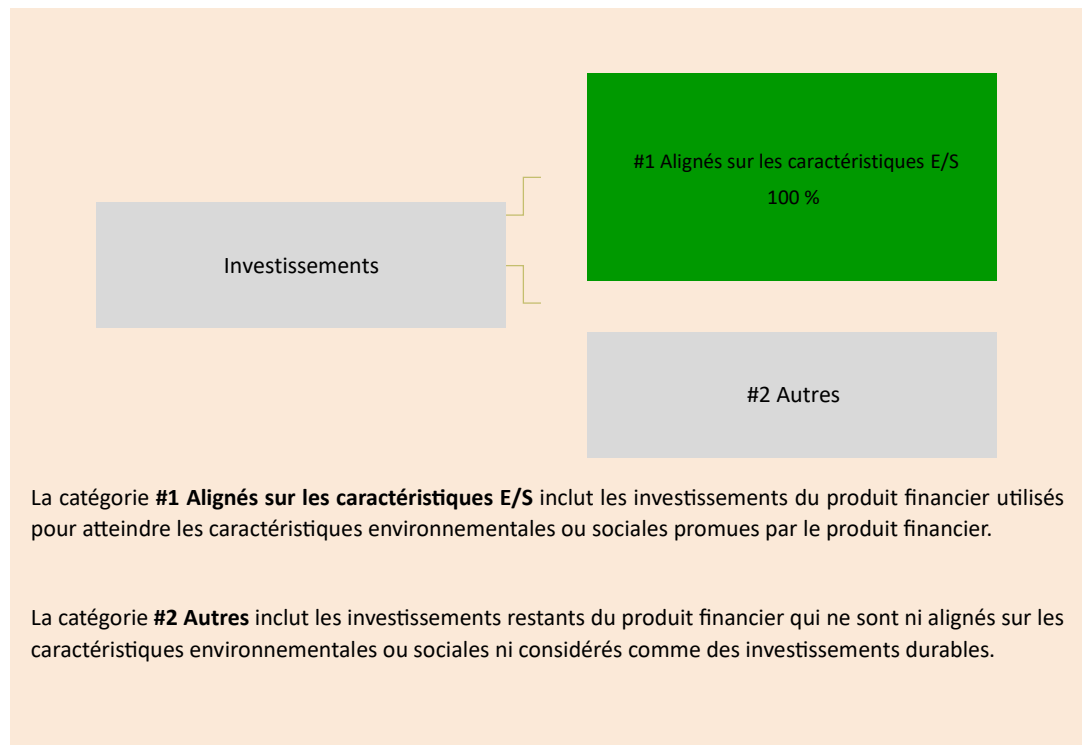 #1 Alignés sur les caractéristiques E/S
100 %
Investissements
#2 Autres
La catégorie #1 Alignés sur les caractéristiques E/S inclut les investissements du produit financier utilisés
pour atteindre les caractéristiques environnementales ou sociales promues par le produit financier.
La catégorie #2 Autres inclut les investissements restants du produit financier qui ne sont ni alignés sur les
caractéristiques environnementales ou sociales ni considérés comme des investissements durables.